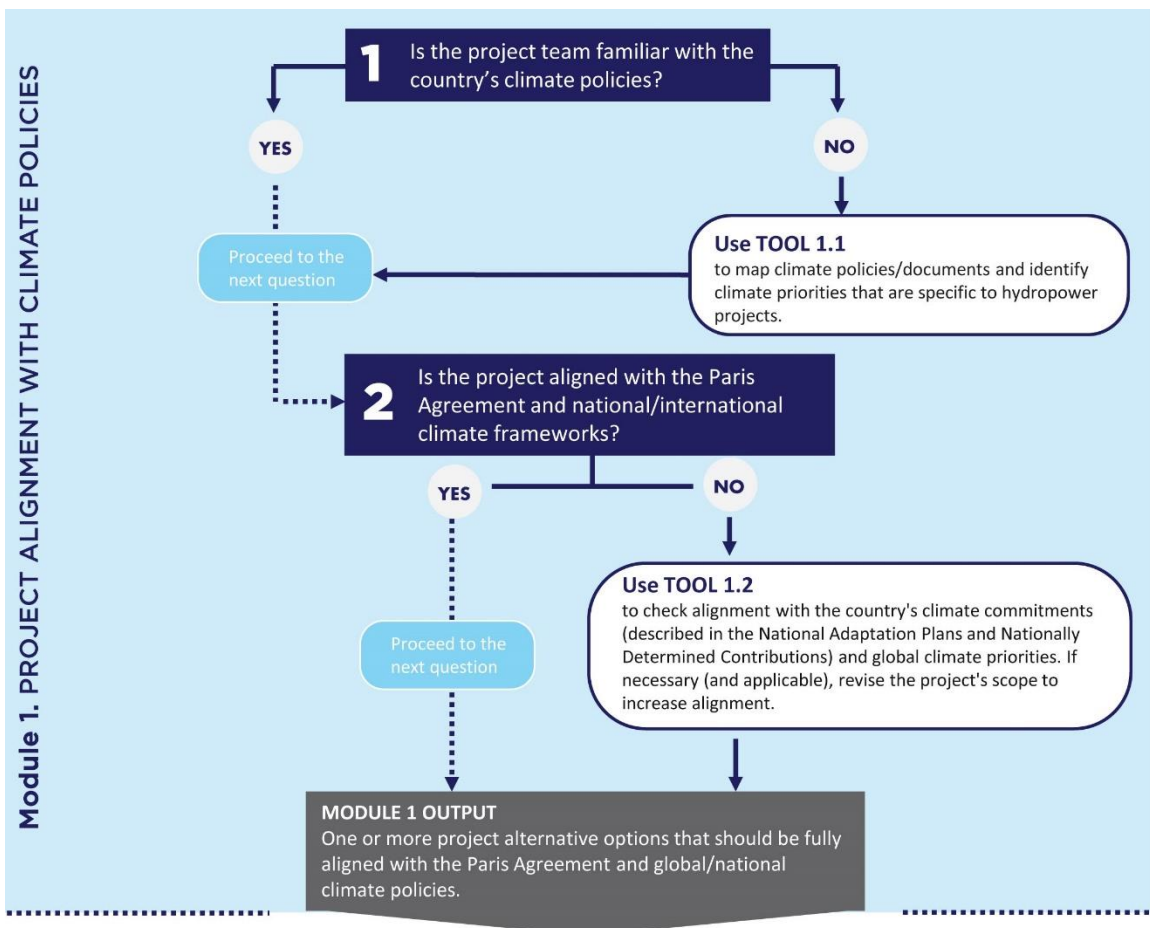 Module 1. PROJECT ALIGNMENT WITH CLIMATE POLICIES
1
Is the project team familiar with the
country's climate policies?
YES
NO
Use TOOL 1.1
to map climate policies/documents and identify
climate priorities that are specific to hydropower
projects.
Proceed to the
next question
2
Is the project aligned with the Paris
Agreement and national/international
climate frameworks?
YES
NO
Use TOOL 1.2
to check alignment with the country's climate commitments
(described in the National Adaptation Plans and Nationally
Determined Contributions) and global climate priorities. If
necessary (and applicable), revise the project's scope to
increase alignment.
Proceed to the
next question
MODULE 1 OUTPUT
One or more project alternative options that should be fully
aligned with the Paris Agreement and global/national
climate policies.